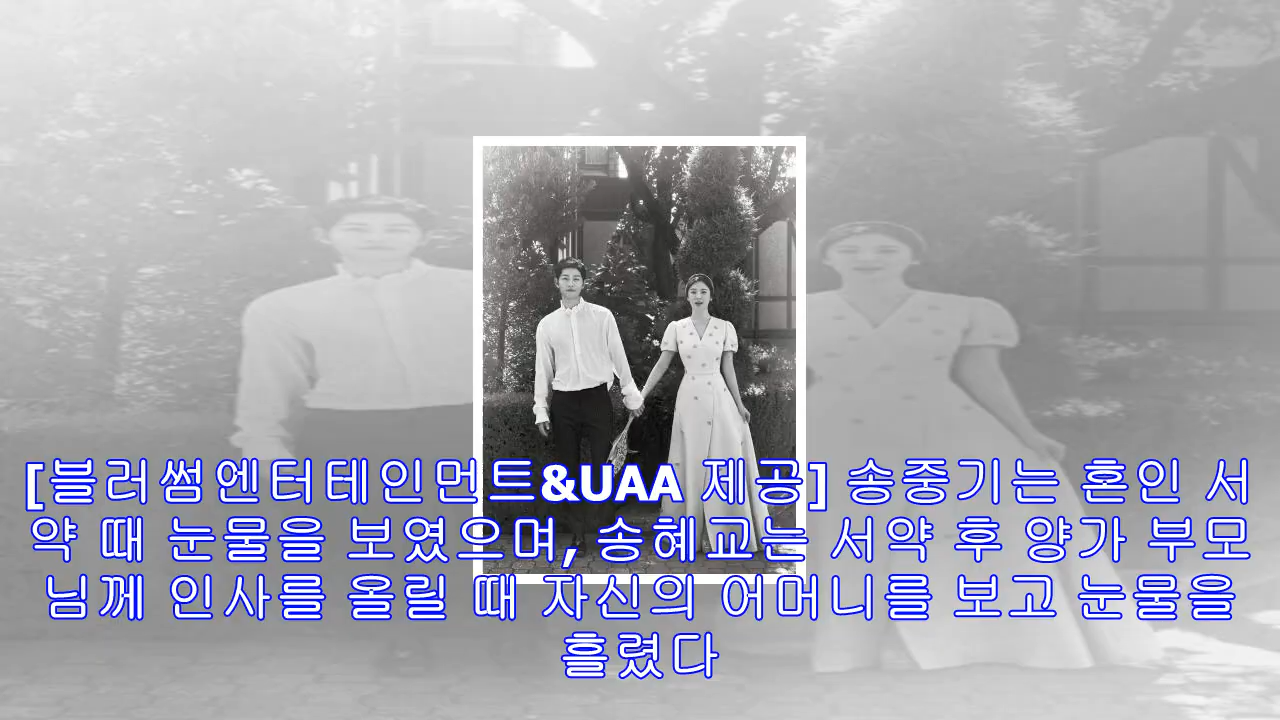 [블러썸엔터테인먼트&UAA 제공] 송중기는 혼인 서
약 때 눈물을 보였으며, 송혜교는 서약 후 양가 부모
님께 인사를 올릴 때 자신의 어머니를 보고 눈물을
흘렸다